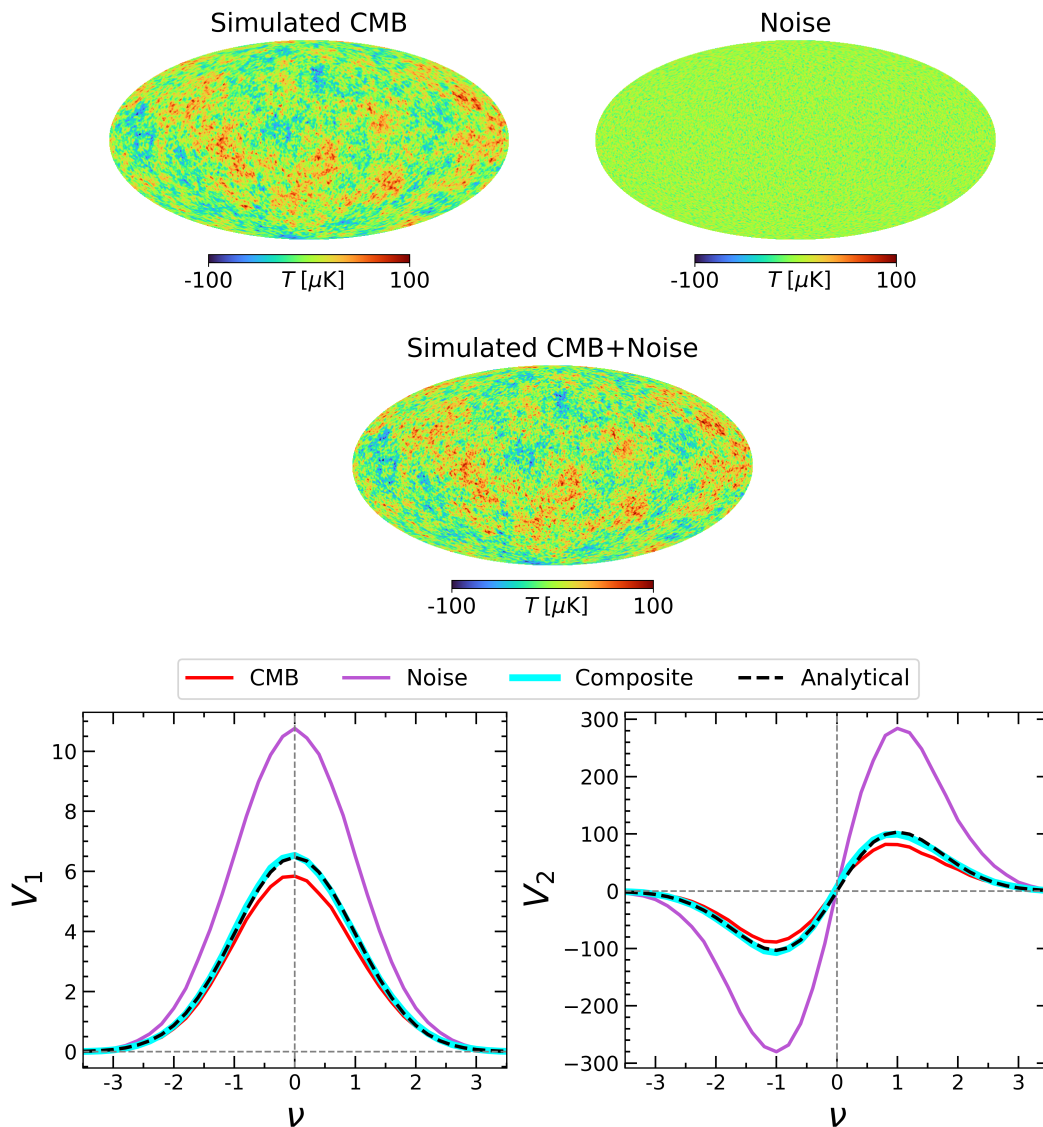 Simulated CMB
Noise
-100 T [μK] 100
-100 T [μK] 100
Simulated CMB+Noise
-100 T [μK] 100
CMB Noise Composite Analytical
10
8
6
4
2
0
V₁
-3 -2 -1 0 1 2 3
ν
300
200
100
0
−100
−200
−300
V₂
-3 -2 -1 0 1 2 3
ν